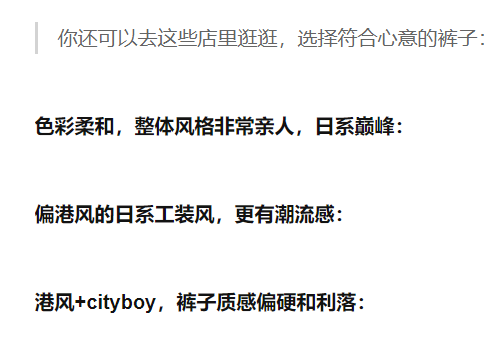 你还可以去这些店里逛逛，选择符合心意的裤子：
色彩柔和，整体风格非常亲人，日系巅峰：
偏港风的日系工装风，更有潮流感：
港风+cityboy，裤子质感偏硬和利落：